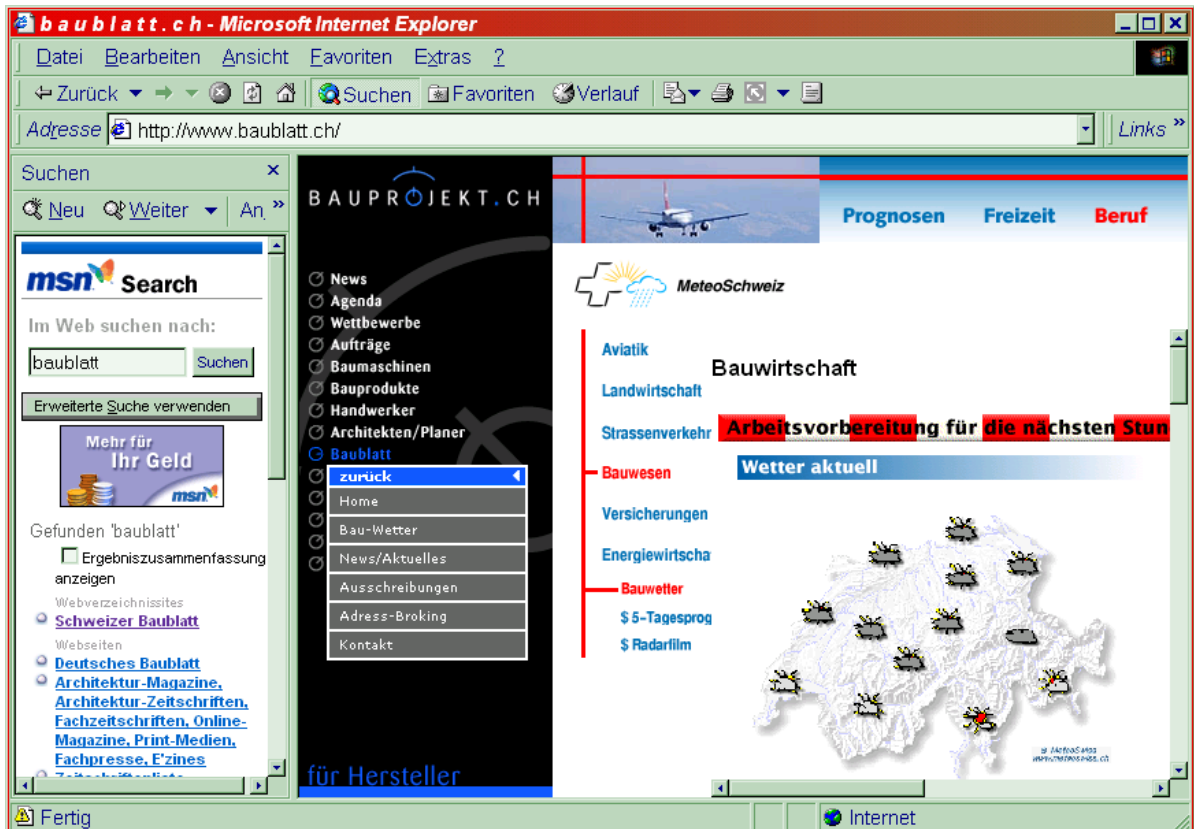 baublatt.ch - Microsoft Internet Explorer
Datei Bearbeiten Ansicht Favoriten Extras ?
Zurück Suchen Favoriten Verlauf
Adresse http://www.baublatt.ch/ Links »
Suchen ×
Neu Weiter An »
msn Search
Im Web suchen nach:
baublatt Suchen
Erweiterte Suche verwenden
Mehr für
Ihr Geld
msn
Gefunden 'baublatt'
Ergebniszusammenfassung
anzeigen
Webverzeichnissites
Schweizer Baublatt
Webseiten
Deutsches Baublatt
Architektur-Magazine,
Architektur-Zeitschriften,
Fachzeitschriften, Online-
Magazine, Print-Medien,
Fachpresse, E'zines
BAUPROJEKT.CH
News
Agenda
Wettbewerbe
Aufträge
Baumaschinen
Bauprodukte
Handwerker
Architekten/Planer
Baublatt
zurück
Home
Bau-Wetter
News/Aktuelles
Ausschreibungen
Adress-Broking
Kontakt
für Hersteller
Prognosen Freizeit Beruf
MeteoSchweiz
Aviatik
Landwirtschaft
Strassenverkehr
Bauwesen
Versicherungen
Energiewirtscha
Bauwetter
$ 5-Tagesprog
$ Radarfilm
Bauwirtschaft
Arbeitsvorbereitung für die nächsten Stun
Wetter aktuell
Fertig Internet